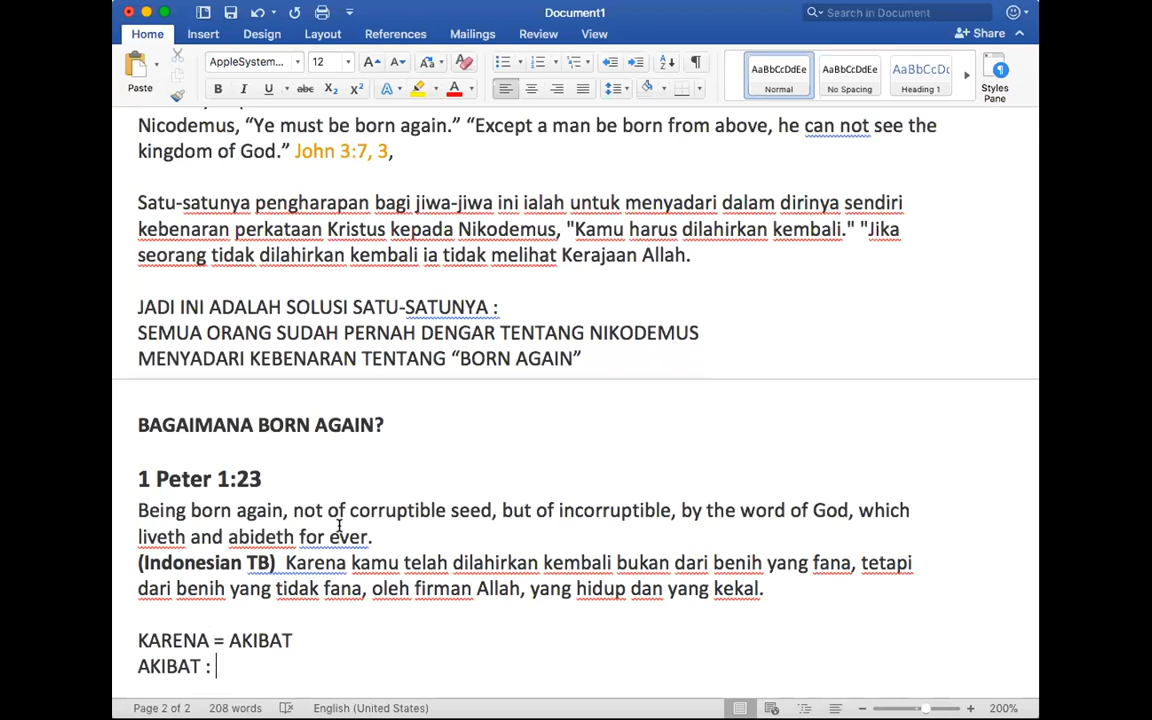 Document1
Search in Document
Home Insert Design Layout References Mailings Review View
Share
Paste
AppleSystem...
12
B I U abc X₂ X² A A
AaBbCcDdEe AaBbCcDdEe AaBbCcDc
Normal No Spacing Heading 1
Styles
Pane
Nicodemus, “Ye must be born again.” “Except a man be born from above, he can not see the
kingdom of God.” John 3:7, 3,
Satu-satunya pengharapan bagi jiwa-jiwa ini ialah untuk menyadari dalam dirinya sendiri
kebenaran perkataan Kristus kepada Nikodemus, "Kamu harus dilahirkan kembali." "Jika
seorang tidak dilahirkan kembali ia tidak melihat Kerajaan Allah.
JADI INI ADALAH SOLUSI SATU-SATUNYA :
SEMUA ORANG SUDAH PERNAH DENGAR TENTANG NIKODEMUS
MENYADARI KEBENARAN TENTANG “BORN AGAIN”
BAGAIMANA BORN AGAIN?
1 Peter 1:23
Being born again, not of corruptible seed, but of incorruptible, by the word of God, which
liveth and abideth for ever.
(Indonesian TB) Karena kamu telah dilahirkan kembali bukan dari benih yang fana, tetapi
dari benih yang tidak fana, oleh firman Allah, yang hidup dan yang kekal.
KARENA = AKIBAT
AKIBAT :
Page 2 of 2 208 words English (United States) 200%